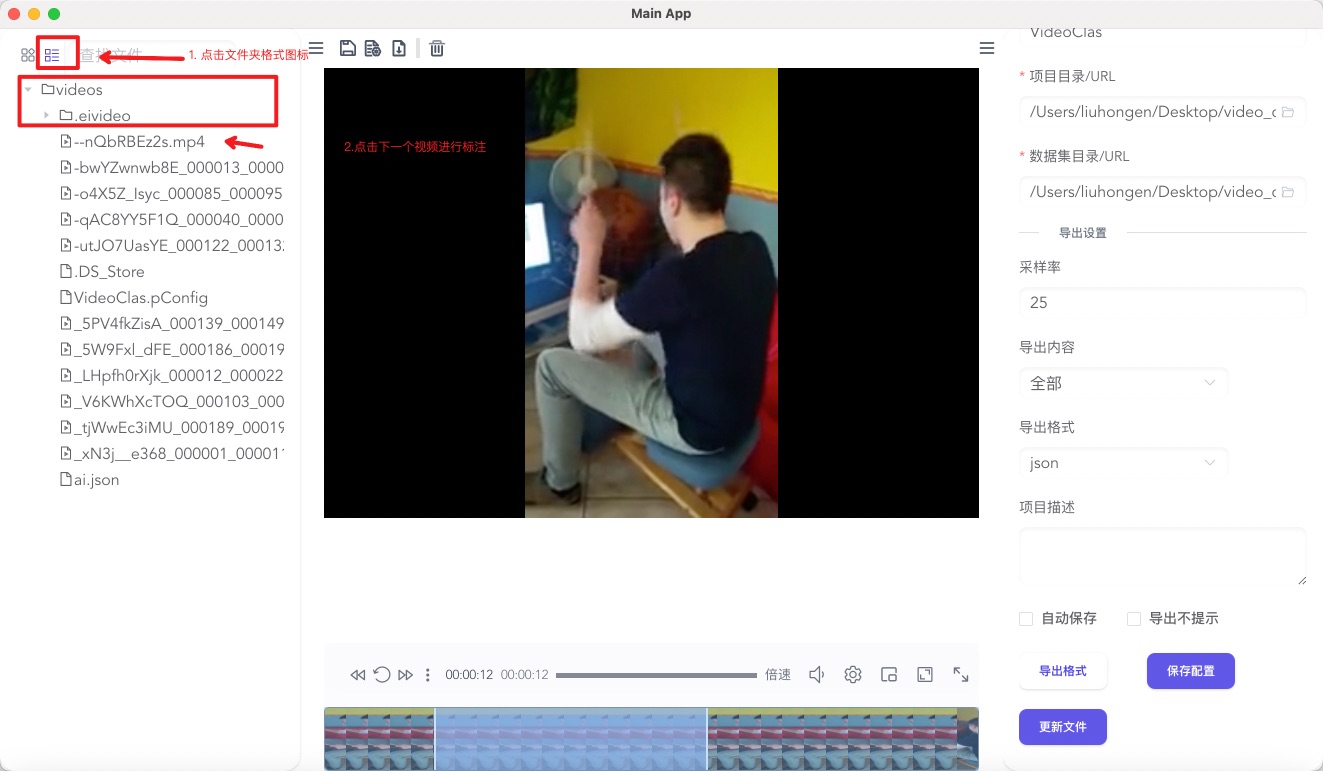 Main App
查找文件
1. 点击文件夹格式图标
videos
.eivideo
--nQbRBEz2s.mp4
-bwYZwnwb8E_000013_0000
-o4X5Z_Isyc_000085_000095
-qAC8YY5F1Q_000040_0000
-utJO7UasYE_000122_00013
.DS_Store
VideoClas.pConfig
_5PV4fkZisA_000139_000149
_5W9Fxl_dFE_000186_00019
_LHpfh0rXjk_000012_000022
_V6KWhXcTOQ_000103_000
_tjWwEc3iMU_000189_00019
_xN3j__e368_000001_00001
ai.json
2.点击下一个视频进行标注
00:00:12 00:00:12
倍速
VideoClas
* 项目目录/URL
/Users/liuhongen/Desktop/video_c
* 数据集目录/URL
/Users/liuhongen/Desktop/video_c
导出设置
采样率
25
导出内容
全部
导出格式
json
项目描述
自动保存 导出不提示
导出格式 保存配置
更新文件